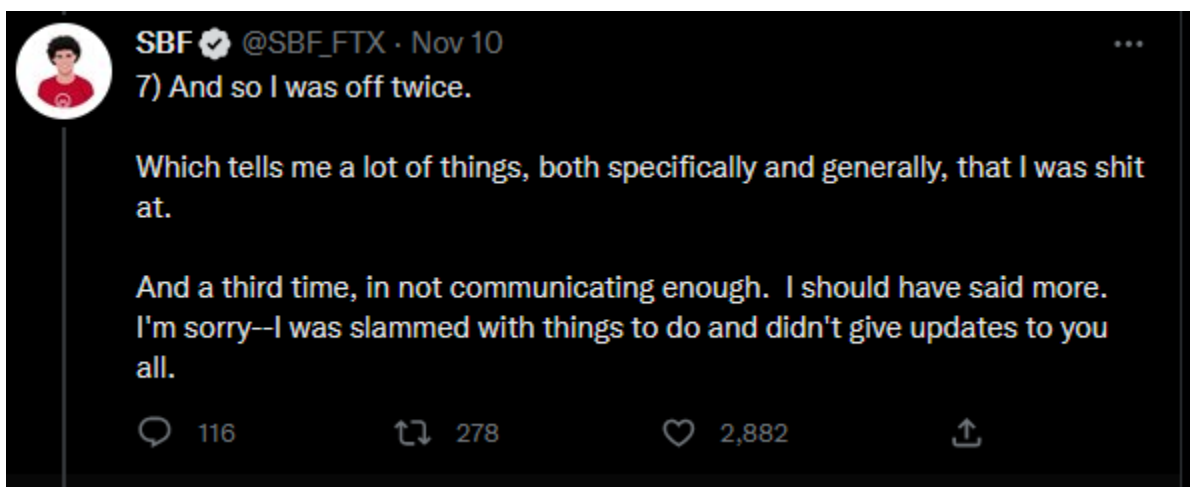 SBF @SBF_FTX · Nov 10
7) And so I was off twice.
Which tells me a lot of things, both specifically and generally, that I was shit
at.
And a third time, in not communicating enough.  I should have said more.
I'm sorry--I was slammed with things to do and didn't give updates to you
all.
116 278 2,882